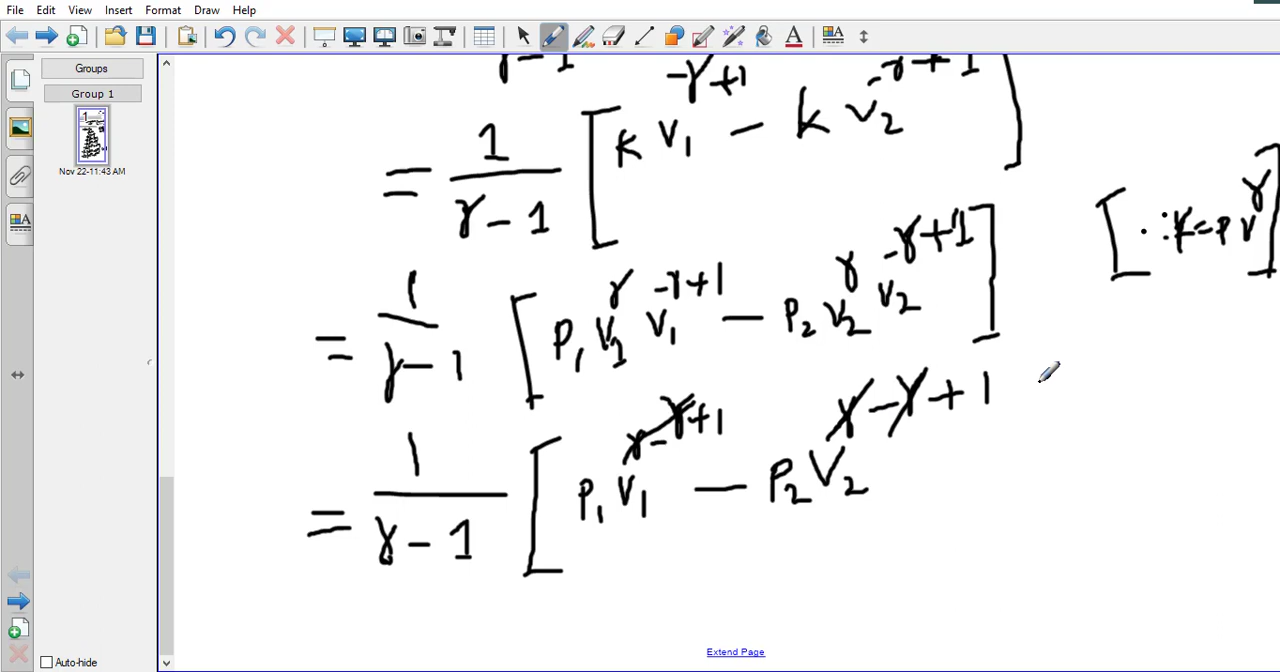 File Edit View Insert Format Draw Help
Groups
Group 1
Nov 22-11:43 AM
γ-1 -γ+1 -γ+1
= 1/(γ-1) [K V₁^(-γ+1) - K V₂^(-γ+1)]
[∵ K=PV^γ]
= 1/(γ-1) [P₁ V₁^γ V₁^(-γ+1) - P₂ V₂^γ V₂^(-γ+1)]
= 1/(γ-1) [P₁ V₁^(γ-γ+1) - P₂ V₂^(γ-γ+1)
Extend Page
Auto-hide